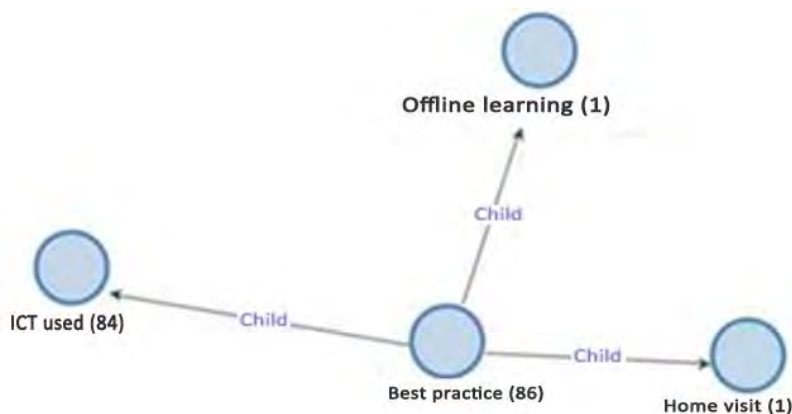 Offline learning (1)
Child
ICT used (84)
Child
Child
Best practice (86)
Home visit (1)